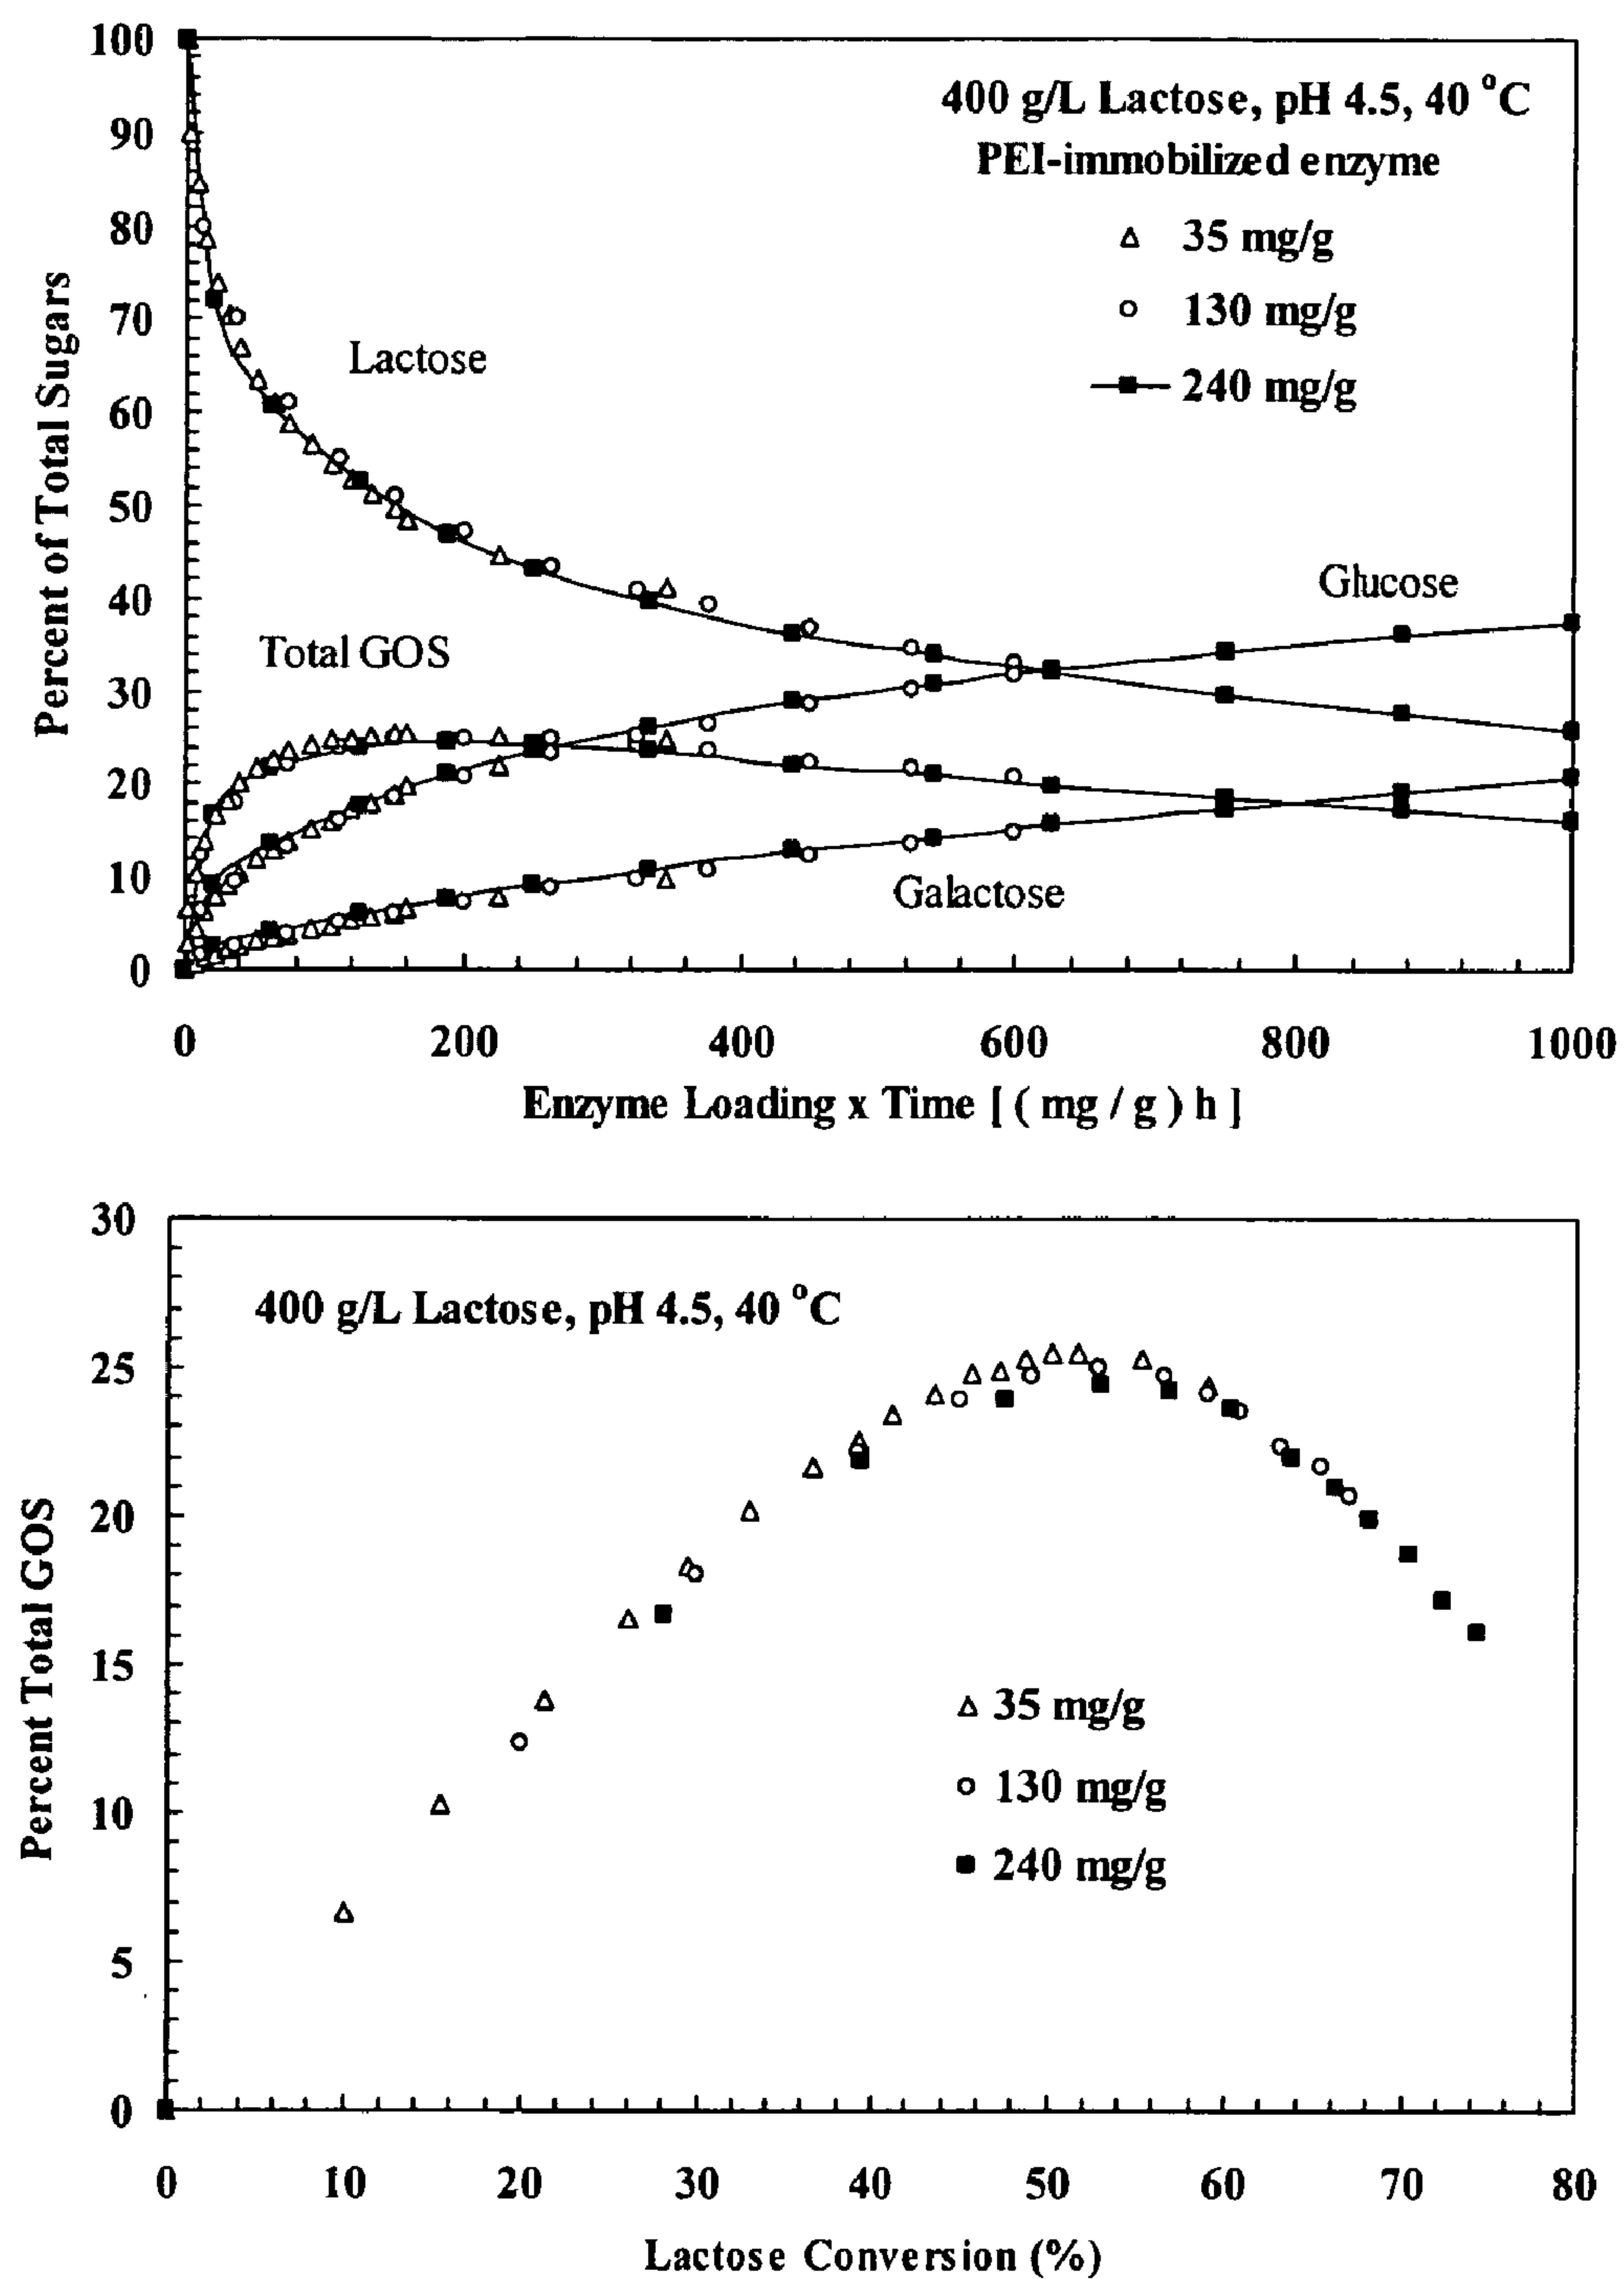 100
90
80
70
60
50
40
30
20
10
0
Percent of Total Sugars
400 g/L Lactose, pH 4.5, 40 °C
PEI-immobilized enzyme
35 mg/g
130 mg/g
240 mg/g
Lactose
Glucose
Total GOS
Galactose
0 200 400 600 800 1000
Enzyme Loading x Time [ ( mg / g ) h ]
30
25
20
15
10
5
0
Percent Total GOS
400 g/L Lactose, pH 4.5, 40 °C
35 mg/g
130 mg/g
240 mg/g
0 10 20 30 40 50 60 70 80
Lactose Conversion (%)